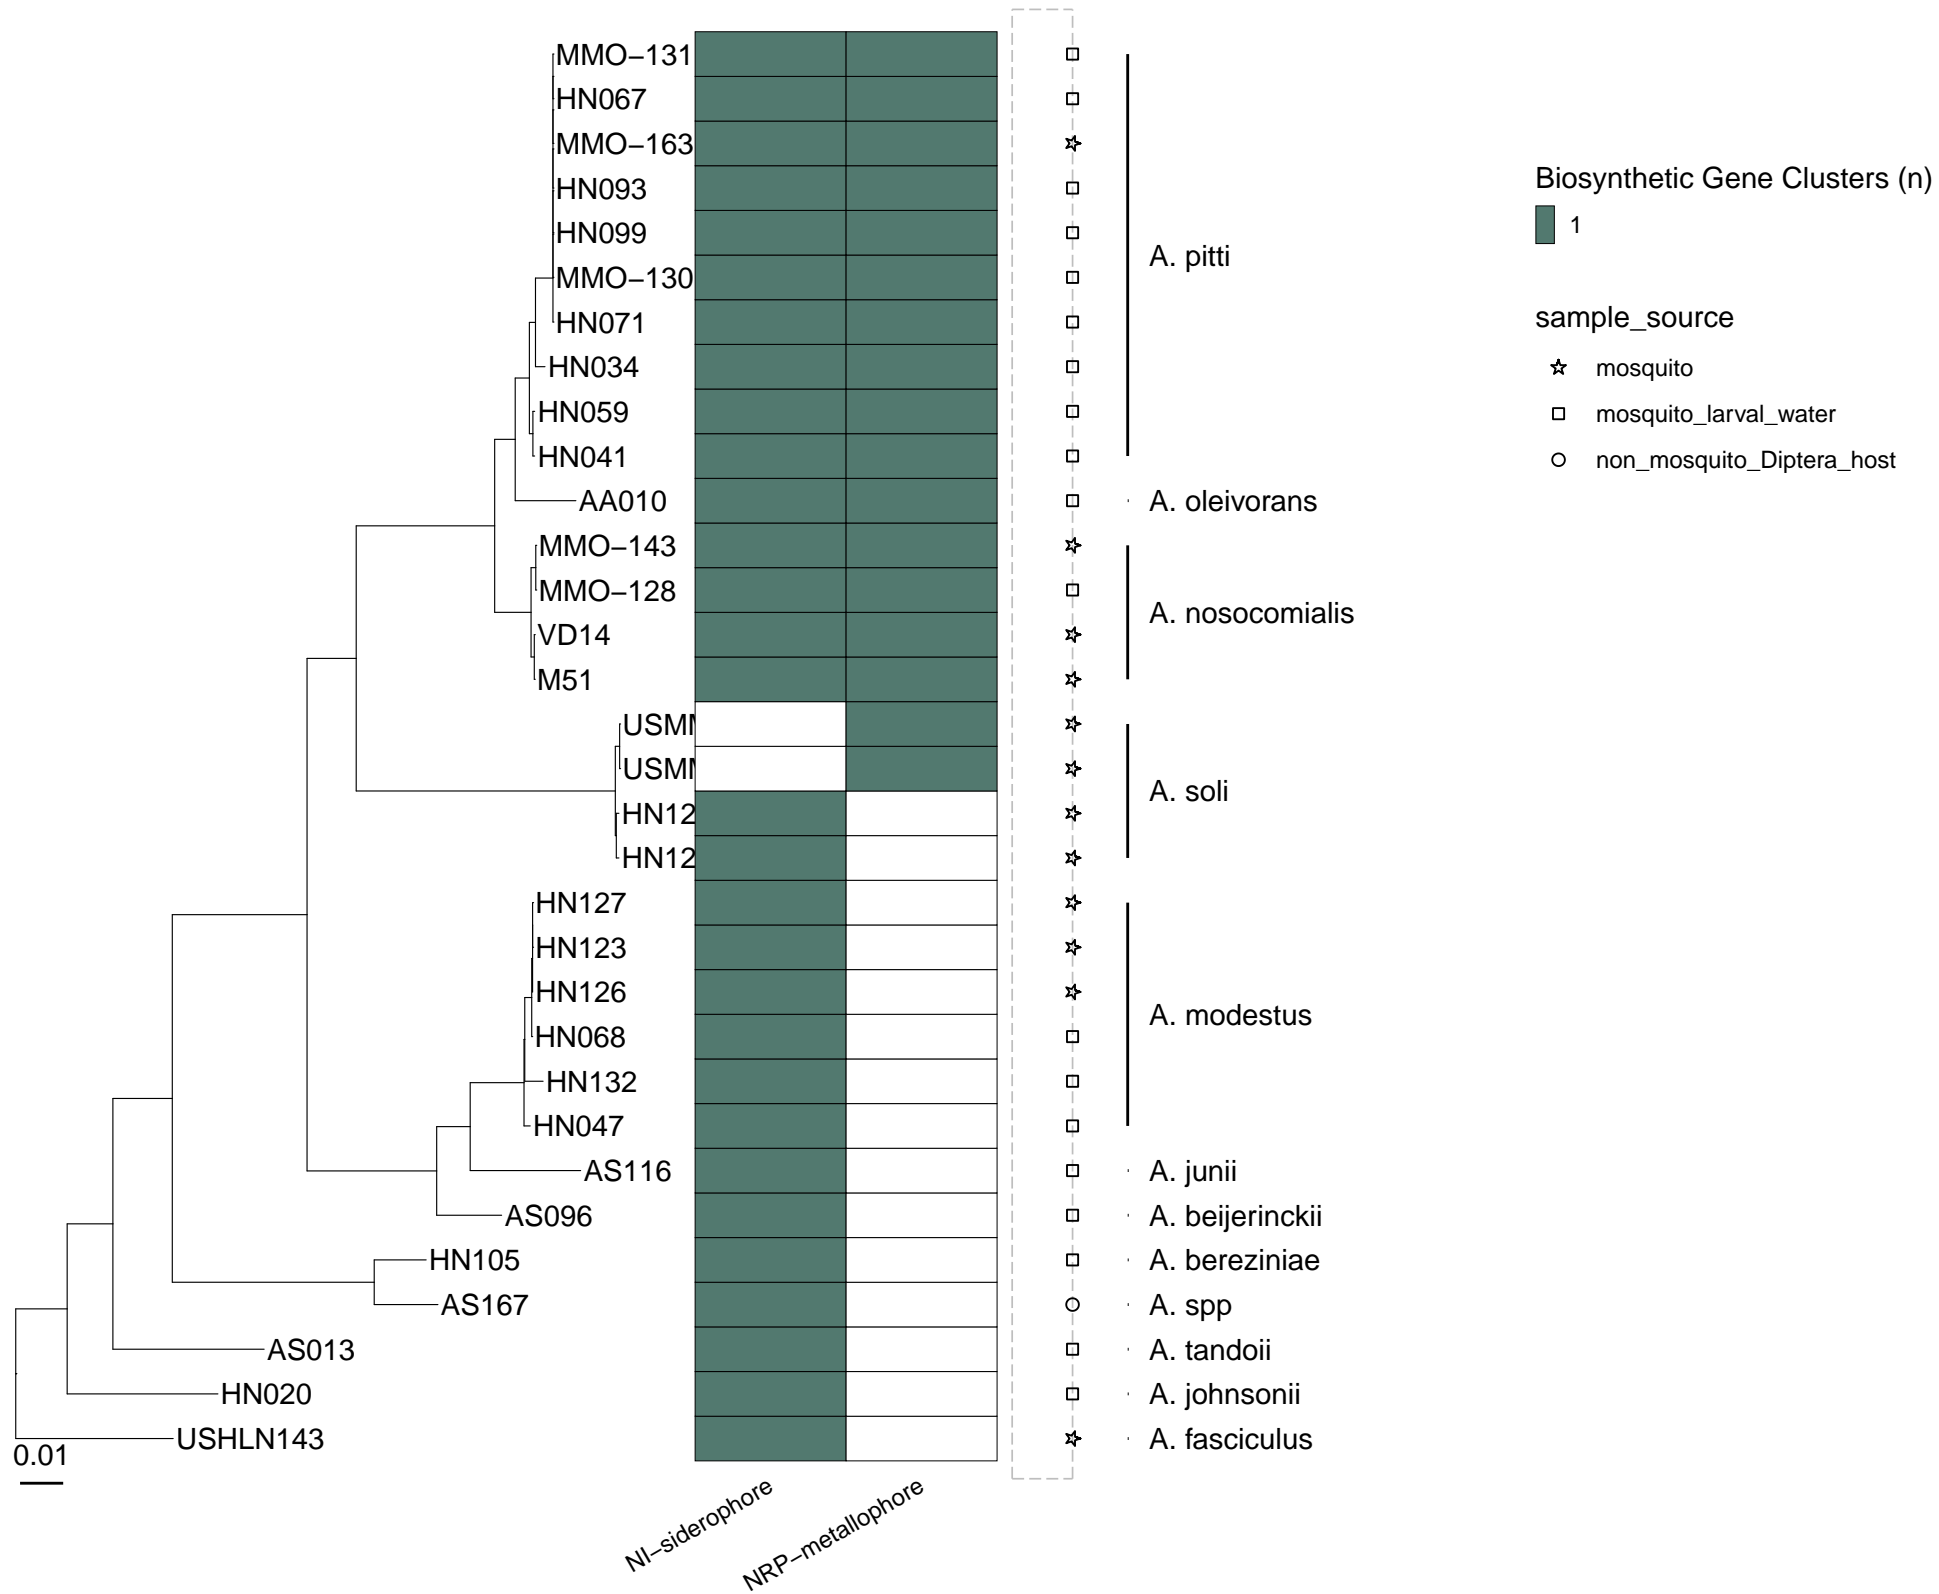 MMO−131
HN067
MMO−163
HN093
HN099
MMO−130
HN071
HN034
HN059
HN041
AA010
MMO−143
MMO−128
VD14
M51
HN127
HN123
HN126
HN068
HN132
HN047
AS116
AS096
HN105
AS167
AS013
HN020
USHLN143
0.01
NI−siderophore
NRP−metallophore
A. pitti
A. oleivorans
A. nosocomialis
A. soli
A. modestus
A. junii
A. beijerinckii
A. bereziniae
A. spp
A. tandoii
A. johnsonii
A. fasciculus
Biosynthetic Gene Clusters (n)
1
sample_source
mosquito
mosquito_larval_water
non_mosquito_Diptera_host